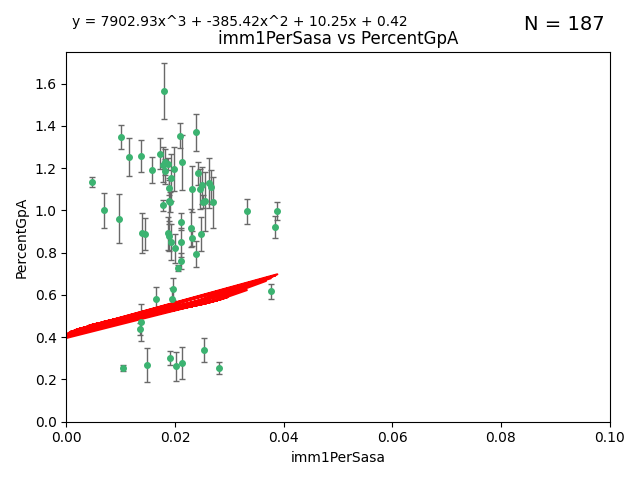 y = 7902.93x^3 + -385.42x^2 + 10.25x + 0.42
N = 187
imm1PerSasa vs PercentGpA
PercentGpA
1.6
1.4
1.2
1.0
0.8
0.6
0.4
0.2
0.0
0.00 0.02 0.04 0.06 0.08 0.10
imm1PerSasa